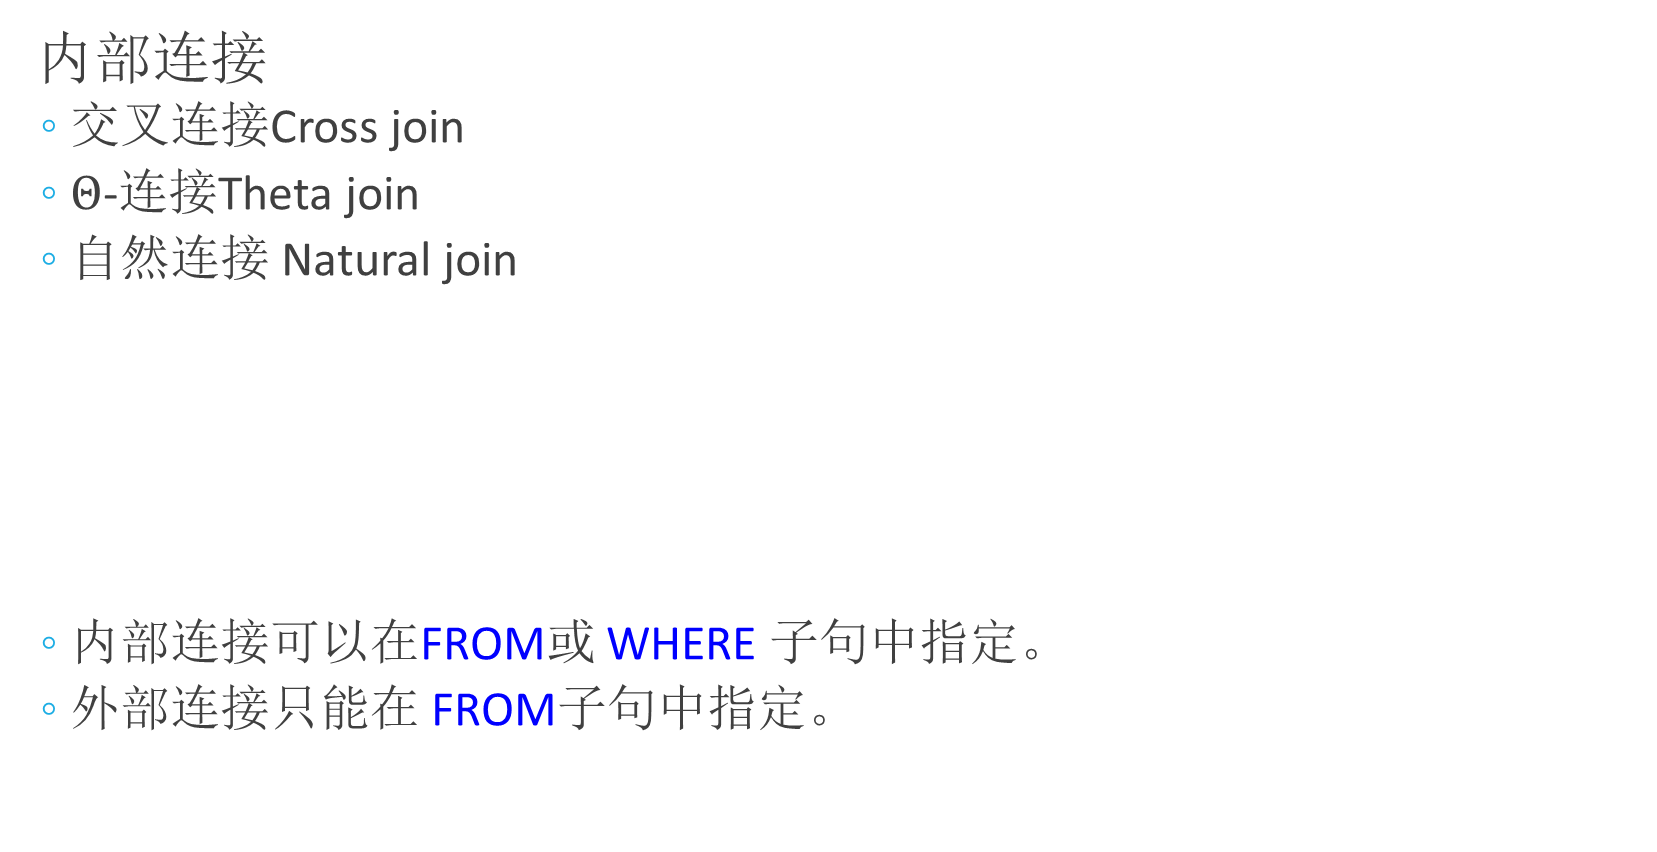 内部连接
◦ 交叉连接Cross join
◦ Θ-连接Theta join
◦ 自然连接 Natural join
◦ 内部连接可以在FROM或 WHERE 子句中指定。
◦ 外部连接只能在 FROM子句中指定。